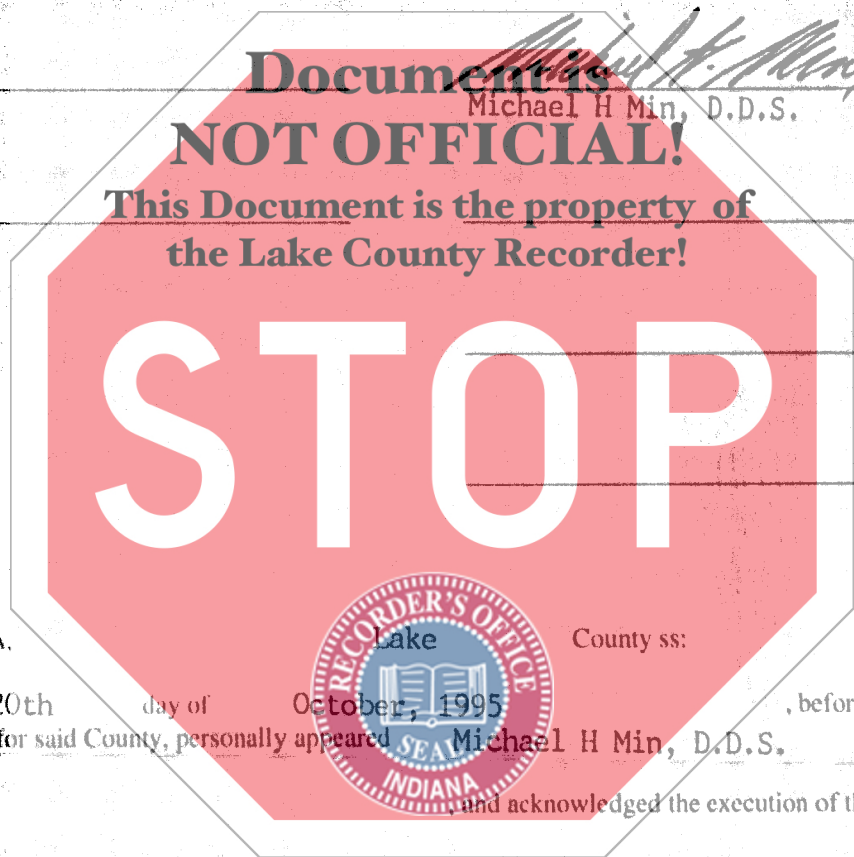 Document is
Michael H Min, D.D.S.
NOT OFFICIAL!
This Document is the property of
the Lake County Recorder!
STOP
RECORDER'S OFFICE
Lake County ss:
20th day of October, 1995 , befor
for said County, personally appeared Michael H Min, D.D.S.
SEAL
INDIANA
, and acknowledged the execution of th